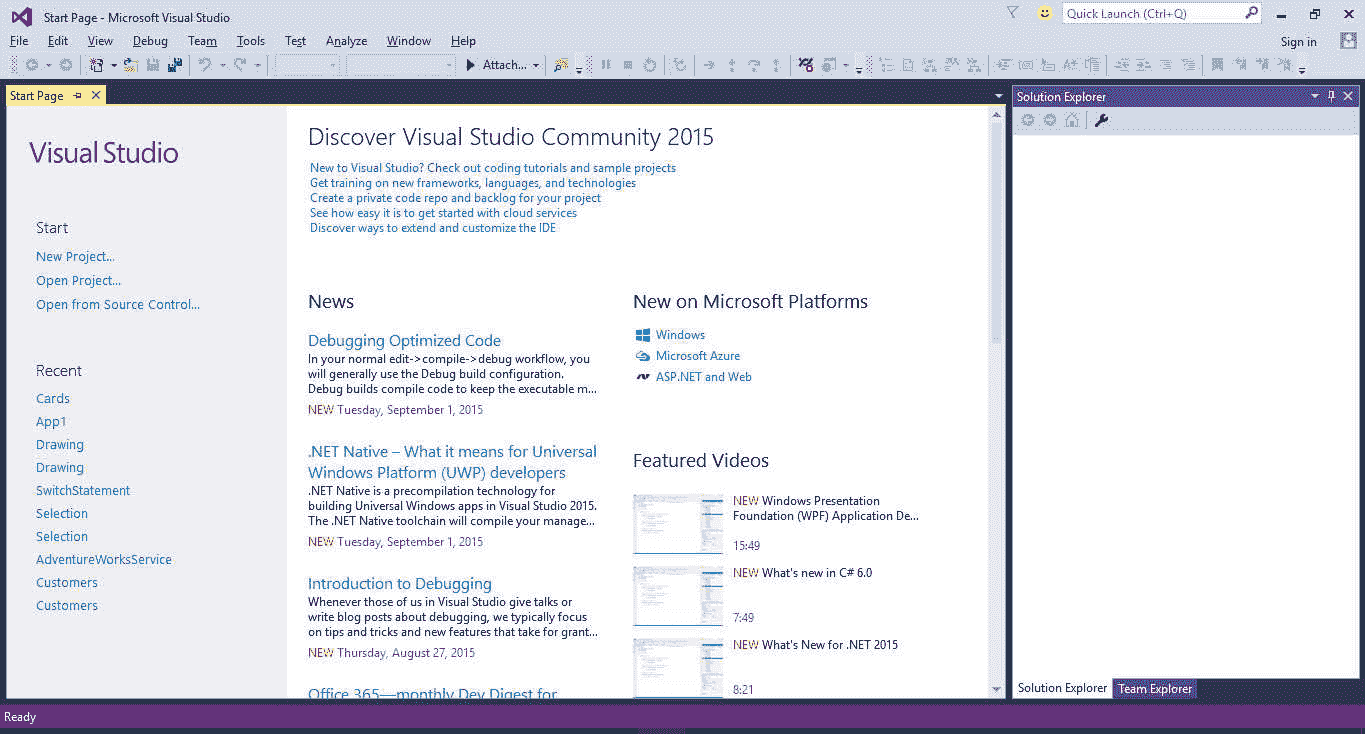 Start Page - Microsoft Visual Studio
Quick Launch (Ctrl+Q)
File Edit View Debug Team Tools Test Analyze Window Help
Sign in
Attach...
Start Page
Visual Studio
Start
New Project...
Open Project...
Open from Source Control...
Recent
Cards
App1
Drawing
Drawing
SwitchStatement
Selection
Selection
AdventureWorksService
Customers
Customers
Discover Visual Studio Community 2015
New to Visual Studio? Check out coding tutorials and sample projects
Get training on new frameworks, languages, and technologies
Create a private code repo and backlog for your project
See how easy it is to get started with cloud services
Discover ways to extend and customize the IDE
News
Debugging Optimized Code
In your normal edit->compile->debug workflow, you
will generally use the Debug build configuration.
Debug builds compile code to keep the executable m...
NEW Tuesday, September 1, 2015
.NET Native – What it means for Universal
Windows Platform (UWP) developers
.NET Native is a precompilation technology for
building Universal Windows apps in Visual Studio 2015.
The .NET Native toolchain will compile your manage...
NEW Tuesday, September 1, 2015
Introduction to Debugging
Whenever those of us in Visual Studio give talks or
write blog posts about debugging, we typically focus
on tips and tricks and new features that take for grant...
NEW Thursday, August 27, 2015
Office 365—monthly Dev Digest for
New on Microsoft Platforms
Windows
Microsoft Azure
ASP.NET and Web
Featured Videos
NEW Windows Presentation
Foundation (WPF) Application De...
15:49
NEW What's new in C# 6.0
7:49
NEW What's New for .NET 2015
8:21
Solution Explorer
Solution Explorer Team Explorer
Ready